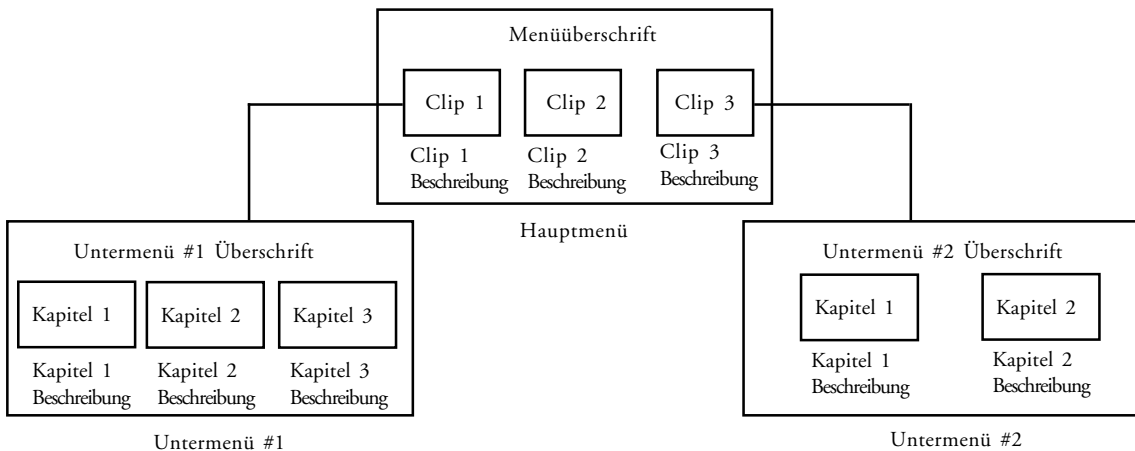 Menüüberschrift
Clip 1
Clip 2
Clip 3
Clip 1
Beschreibung
Clip 2
Beschreibung
Clip 3
Beschreibung
Hauptmenü
Untermenü #1 Überschrift
Kapitel 1
Kapitel 2
Kapitel 3
Kapitel 1
Beschreibung
Kapitel 2
Beschreibung
Kapitel 3
Beschreibung
Untermenü #1
Untermenü #2 Überschrift
Kapitel 1
Kapitel 2
Kapitel 1
Beschreibung
Kapitel 2
Beschreibung
Untermenü #2